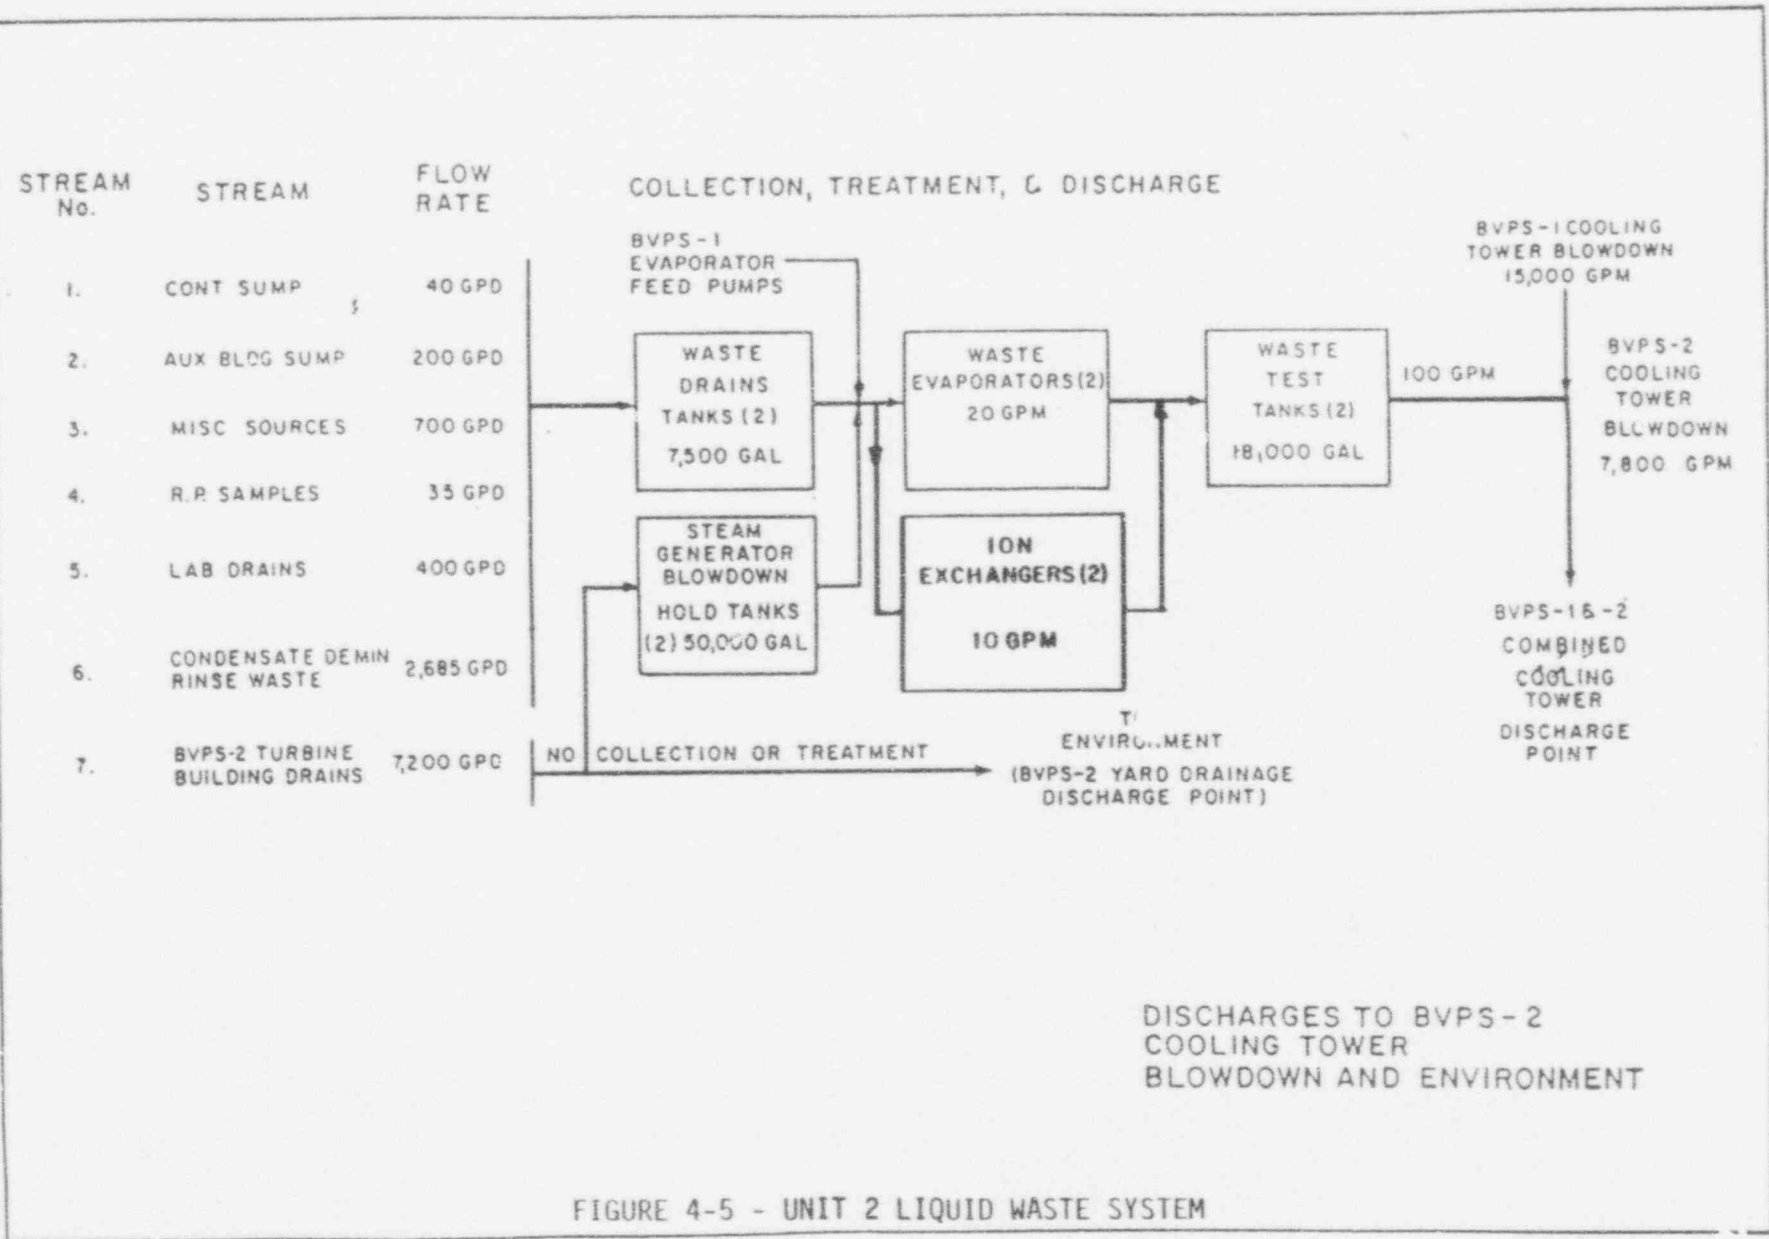 STREAM No.
STREAM
FLOW RATE
COLLECTION, TREATMENT, & DISCHARGE
1. CONT SUMP 40 GPD
2. AUX BLDG SUMP 200 GPD
3. MISC SOURCES 700 GPD
4. R.P. SAMPLES 35 GPD
5. LAB DRAINS 400 GPD
6. CONDENSATE DEMIN
RINSE WASTE 2,685 GPD
7. BVPS-2 TURBINE
BUILDING DRAINS 7,200 GPD
BVPS-1
EVAPORATOR
FEED PUMPS
WASTE
DRAINS
TANKS (2)
7,500 GAL
STEAM
GENERATOR
BLOWDOWN
HOLD TANKS
(2) 50,000 GAL
WASTE
EVAPORATORS(2)
20 GPM
ION
EXCHANGERS(2)
10 GPM
WASTE
TEST
TANKS (2)
18,000 GAL
100 GPM
BVPS-1 COOLING
TOWER BLOWDOWN
15,000 GPM
BVPS-2
COOLING
TOWER
BLOWDOWN
7,800 GPM
BVPS-1 & -2
COMBINED
COOLING
TOWER
DISCHARGE
POINT
NO COLLECTION OR TREATMENT
ENVIRONMENT
(BVPS-2 YARD DRAINAGE
DISCHARGE POINT)
DISCHARGES TO BVPS-2
COOLING TOWER
BLOWDOWN AND ENVIRONMENT
FIGURE 4-5 - UNIT 2 LIQUID WASTE SYSTEM